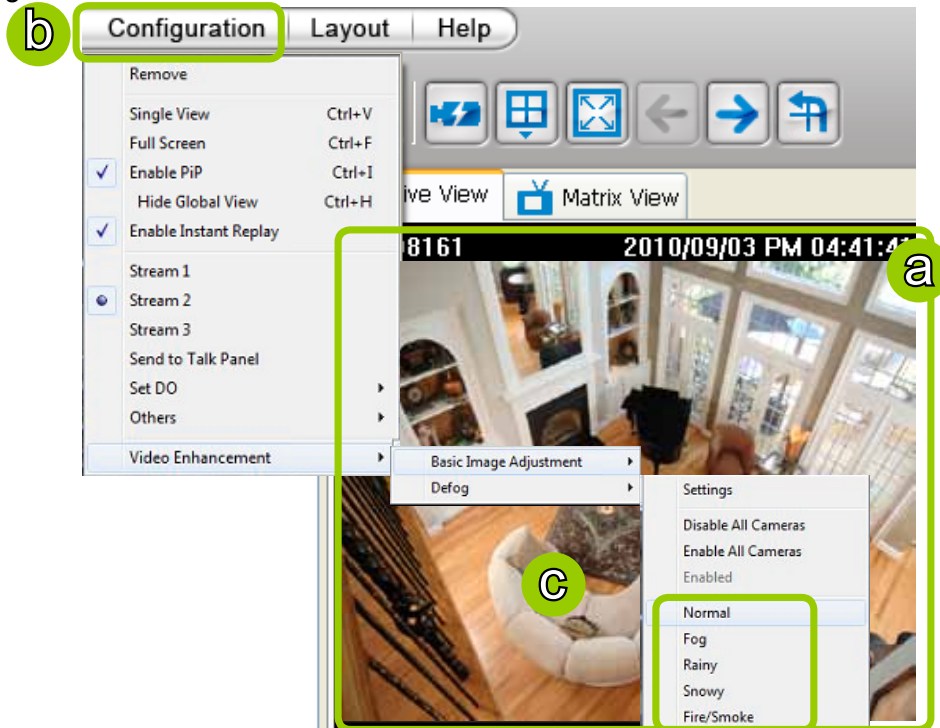 b
Configuration Layout Help
Remove
Single View Ctrl+V
Full Screen Ctrl+F
Enable PiP Ctrl+I
Hide Global View Ctrl+H
Enable Instant Replay
Stream 1
Stream 2
Stream 3
Send to Talk Panel
Set DO
Others
Video Enhancement
ive View Matrix View
8161 2010/09/03 PM 04:41:41
a
Basic Image Adjustment
Defog
Settings
Disable All Cameras
Enable All Cameras
Enabled
Normal
Fog
Rainy
Snowy
Fire/Smoke
c